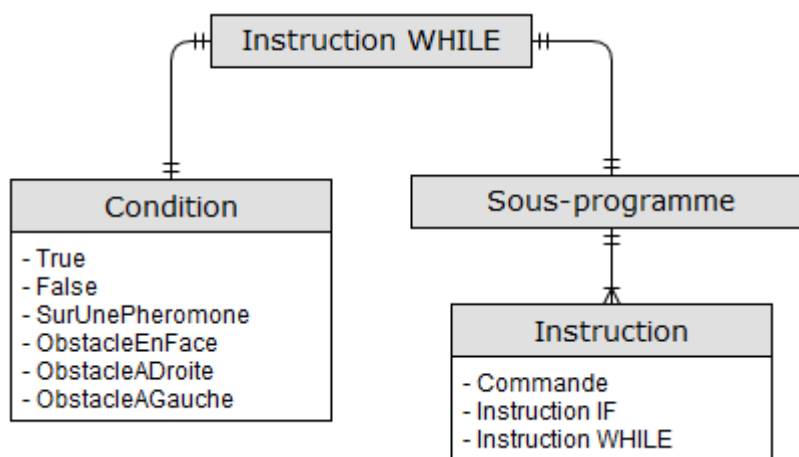 Instruction WHILE
Condition
- True
- False
- SurUnePheromone
- ObstacleEnFace
- ObstacleADroite
- ObstacleAGauche
Sous-programme
Instruction
- Commande
- Instruction IF
- Instruction WHILE